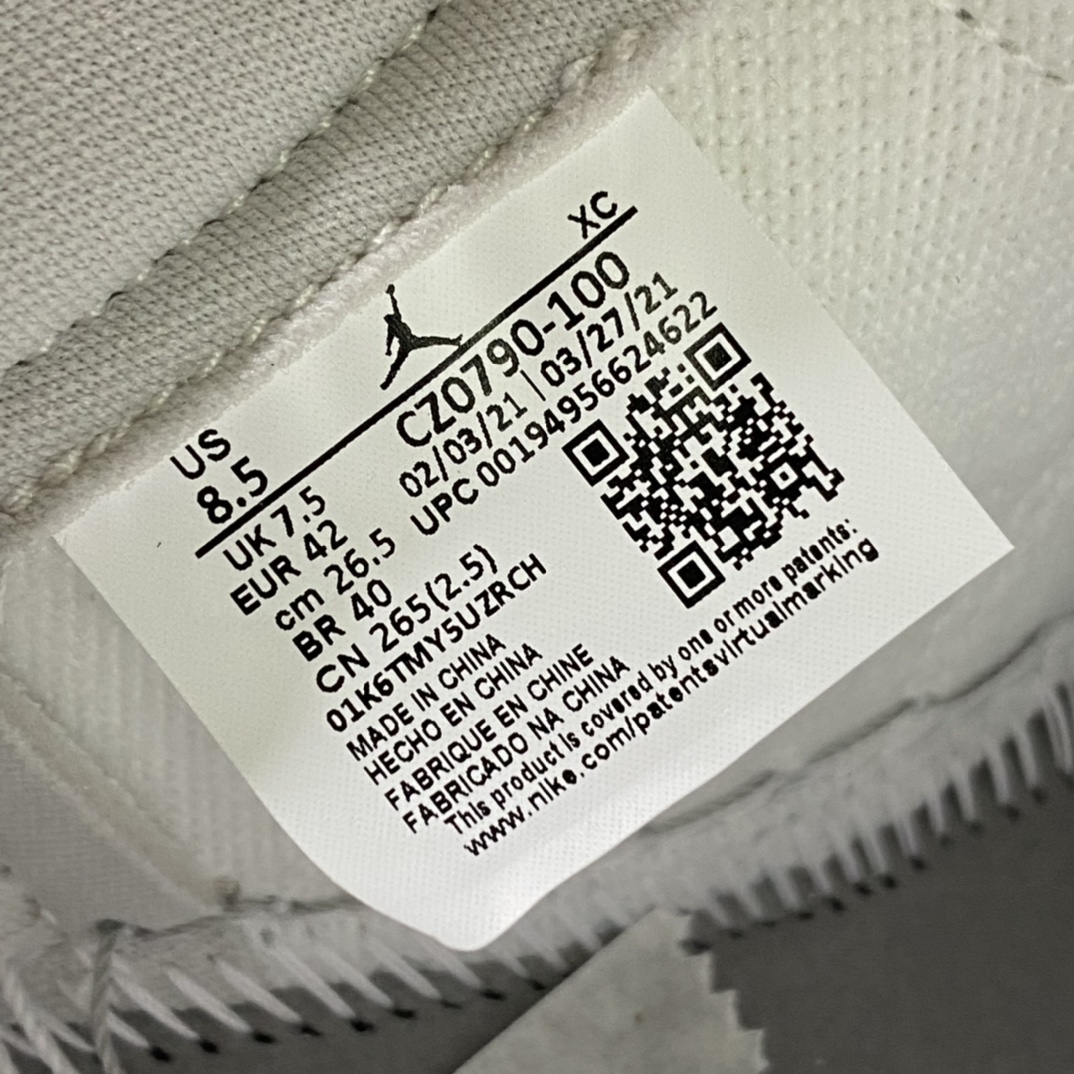 XC
US
8.5
CZ0790-100
02/03/21 | 03/27/21
UPC 00194956624622
UK 7.5
EUR 42
cm 26.5
BR 40
CN 265(2.5)
01K6TMY5UZRCH
MADE IN CHINA
HECHO EN CHINA
FABRIQUE EN CHINE
FABRICADO NA CHINA
This product is covered by one or more patents:
www.nike.com/patentsvirtualmarking